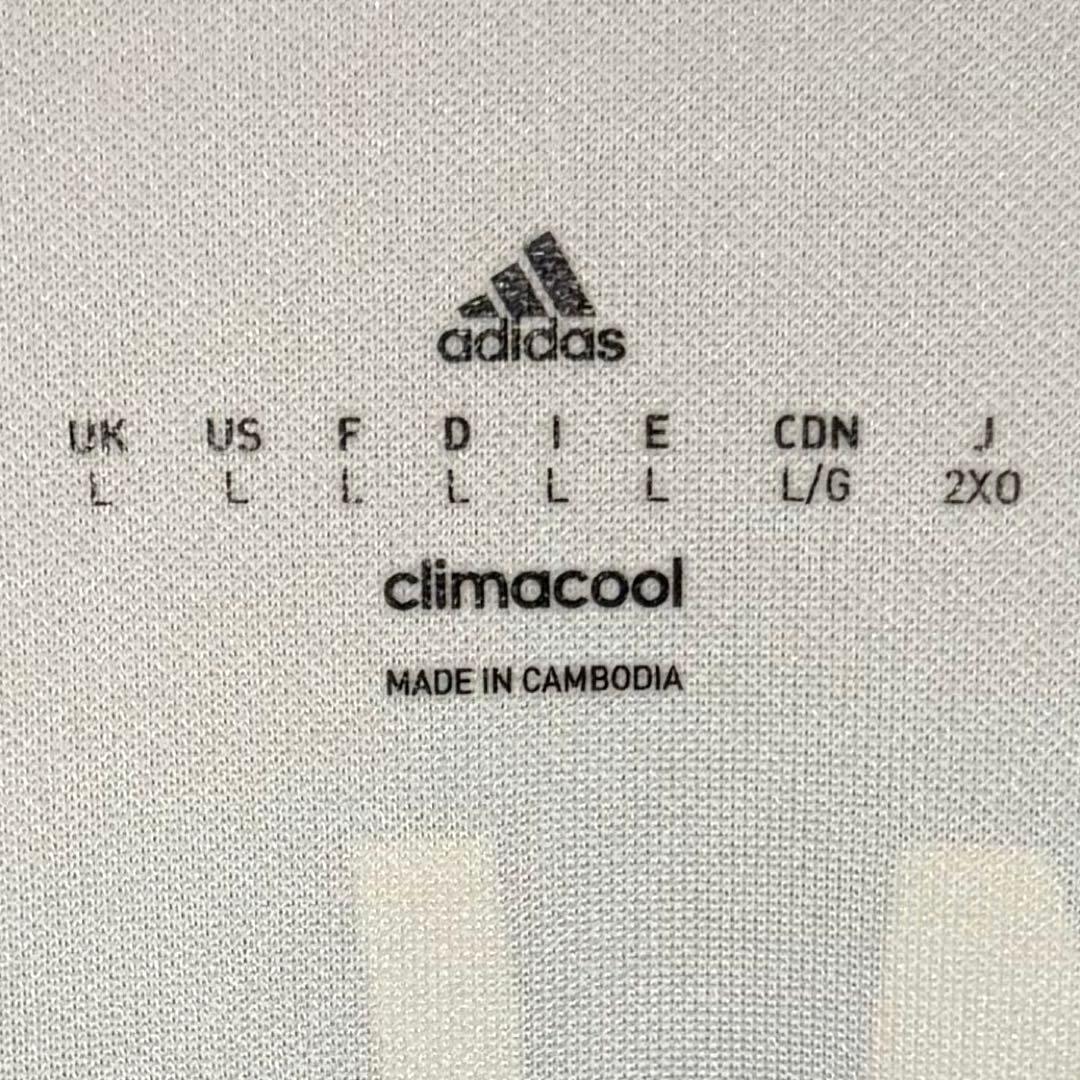 adidas
UK US F D I E CDN J
L L L L L L L/G 2XO
climacool
MADE IN CAMBODIA